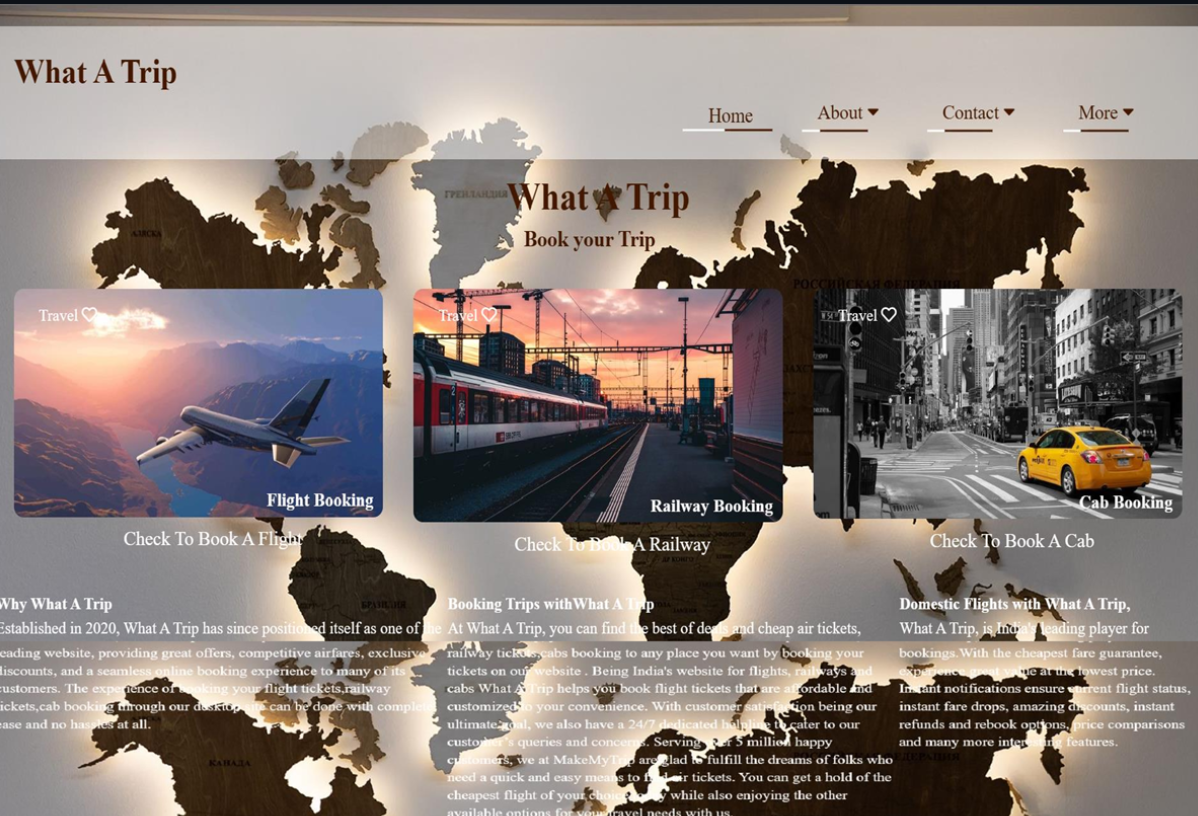 What A Trip
Home
About
Contact
More
What A Trip
Book your Trip
ГРЕНЛАНДИЯ
АЛЯСКА
РОССИЙСКАЯ ФЕДЕРАЦИЯ
Travel
Flight Booking
Check To Book A Flight
Travel
Railway Booking
Check To Book A Railway
Travel
Cab Booking
Check To Book A Cab
БРАЗИЛИЯ
Why What A Trip
Established in 2020, What A Trip has since positioned itself as one of the
leading website, providing great offers, competitive airfares, exclusive
discounts, and a seamless online booking experience to many of its
customers. The experience of booking your flight tickets,railway
tickets,cab booking through our desktop site can be done with complete
ease and no hassles at all.
КАНАДА
Booking Trips withWhat A Trip
At What A Trip, you can find the best of deals and cheap air tickets,
railway tickets,cabs booking to any place you want by booking your
tickets on our website . Being India's website for flights, railways and
cabs What A Trip helps you book flight tickets that are affordable and
customized to your convenience. With customer satisfaction being our
ultimate goal, we also have a 24/7 dedicated helpline to cater to our
customer's queries and concerns. Serving over 5 million happy
customers, we at MakeMyTrip are glad to fulfill the dreams of folks who
need a quick and easy means to find air tickets. You can get a hold of the
cheapest flight of your choice today while also enjoying the other
available options for your travel needs with us.
Domestic Flights with What A Trip,
What A Trip, is India's leading player for
bookings.With the cheapest fare guarantee,
experience great value at the lowest price.
Instant notifications ensure current flight status,
instant fare drops, amazing discounts, instant
refunds and rebook options, price comparisons
and many more interesting features.